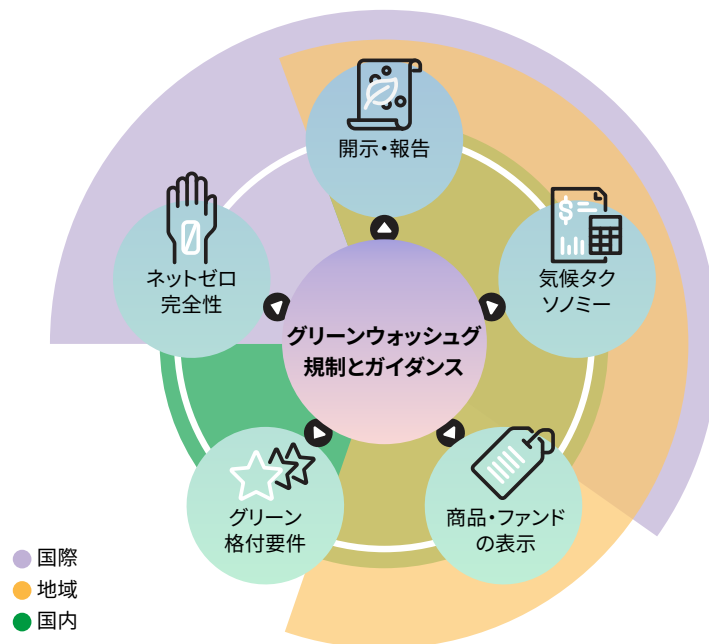 開示・報告
ネットゼロ
完全性
気候タク
ソノミー
グリーンウォッシュグ
規制とガイダンス
グリーン
格付要件
商品・ファンド
の表示
国際
地域
国内